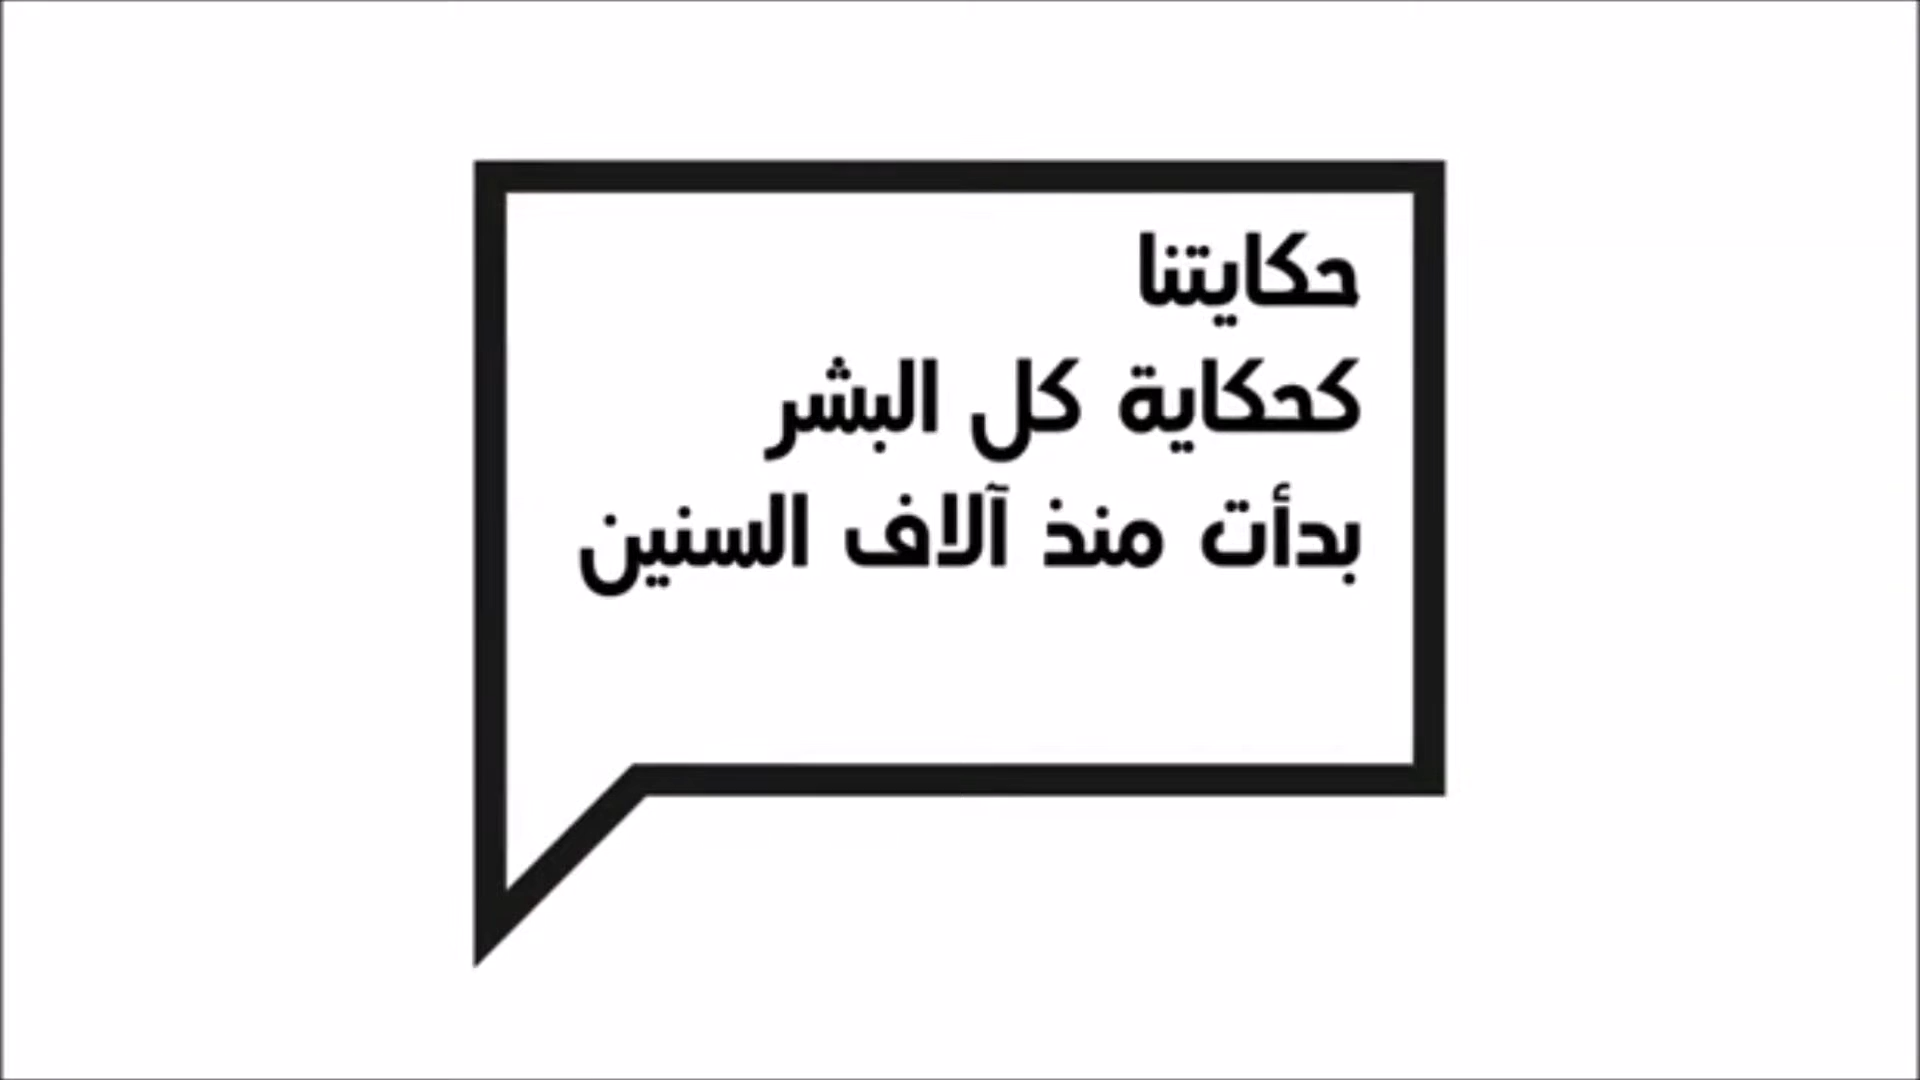 حكايتنا
كحكاية كل البشر
بدأت منذ آلاف السنين